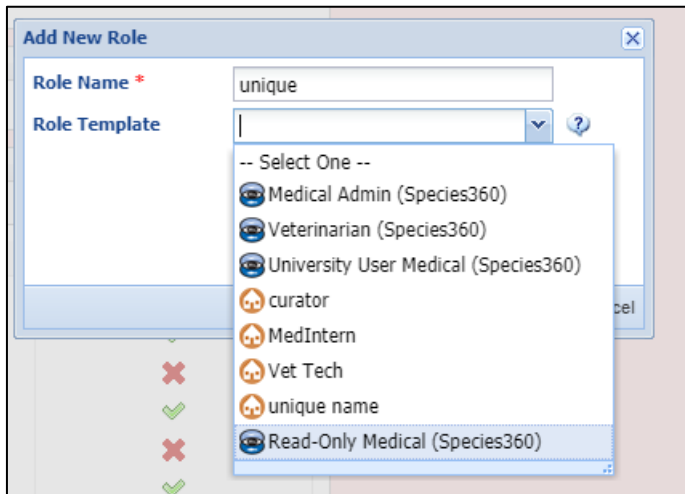 Add New Role
Role Name *
unique
Role Template
-- Select One --
Medical Admin (Species360)
Veterinarian (Species360)
University User Medical (Species360)
curator
cel
MedIntern
Vet Tech
unique name
Read-Only Medical (Species360)